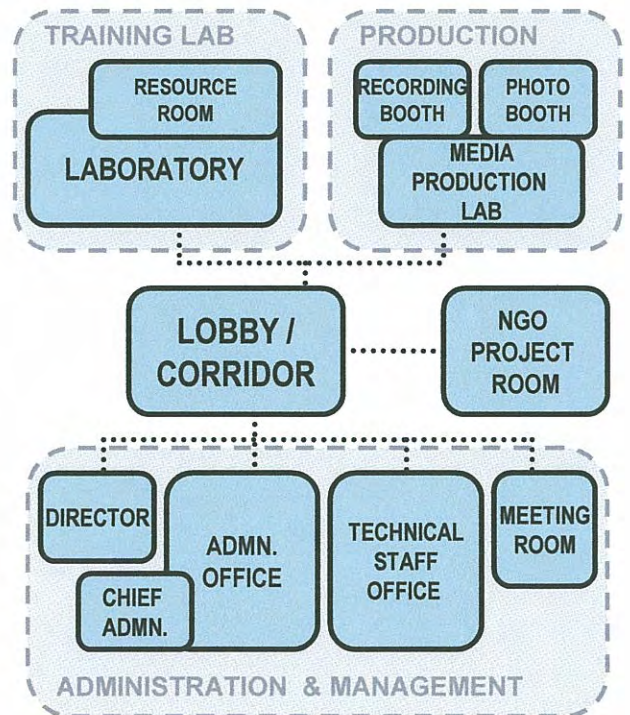 TRAINING LAB
RESOURCE
ROOM
LABORATORY
PRODUCTION
RECORDING
BOOTH
PHOTO
BOOTH
MEDIA
PRODUCTION
LAB
LOBBY /
CORRIDOR
NGO
PROJECT
ROOM
DIRECTOR
CHIEF
ADMN.
ADMN.
OFFICE
TECHNICAL
STAFF
OFFICE
MEETING
ROOM
ADMINISTRATION & MANAGEMENT